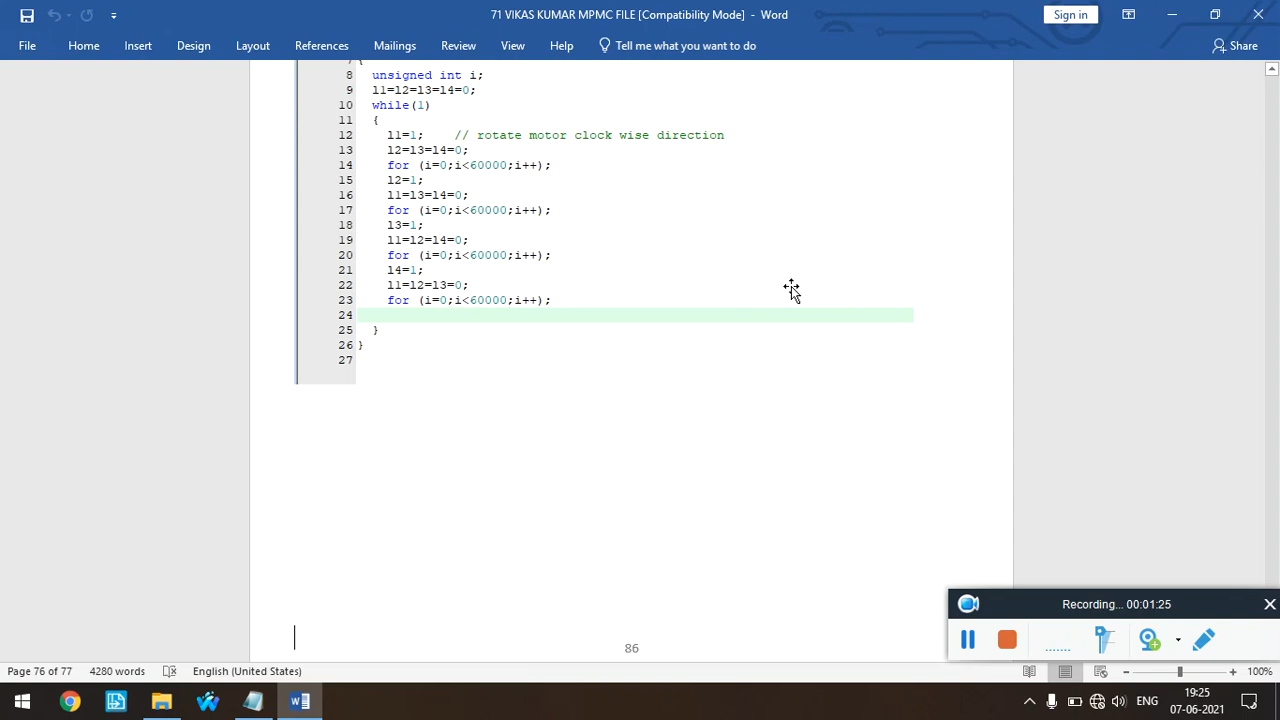 71 VIKAS KUMAR MPMC FILE [Compatibility Mode] - Word
Sign in
File Home Insert Design Layout References Mailings Review View Help Tell me what you want to do Share
7 {
8 unsigned int i;
9 l1=l2=l3=l4=0;
10 while(1)
11 {
12 l1=1; // rotate motor clock wise direction
13 l2=l3=l4=0;
14 for (i=0;i<60000;i++);
15 l2=1;
16 l1=l3=l4=0;
17 for (i=0;i<60000;i++);
18 l3=1;
19 l1=l2=l4=0;
20 for (i=0;i<60000;i++);
21 l4=1;
22 l1=l2=l3=0;
23 for (i=0;i<60000;i++);
24
25 }
26 }
27
Recording... 00:01:25
86
Page 76 of 77 4280 words English (United States) 100%
ENG 19:25
07-06-2021